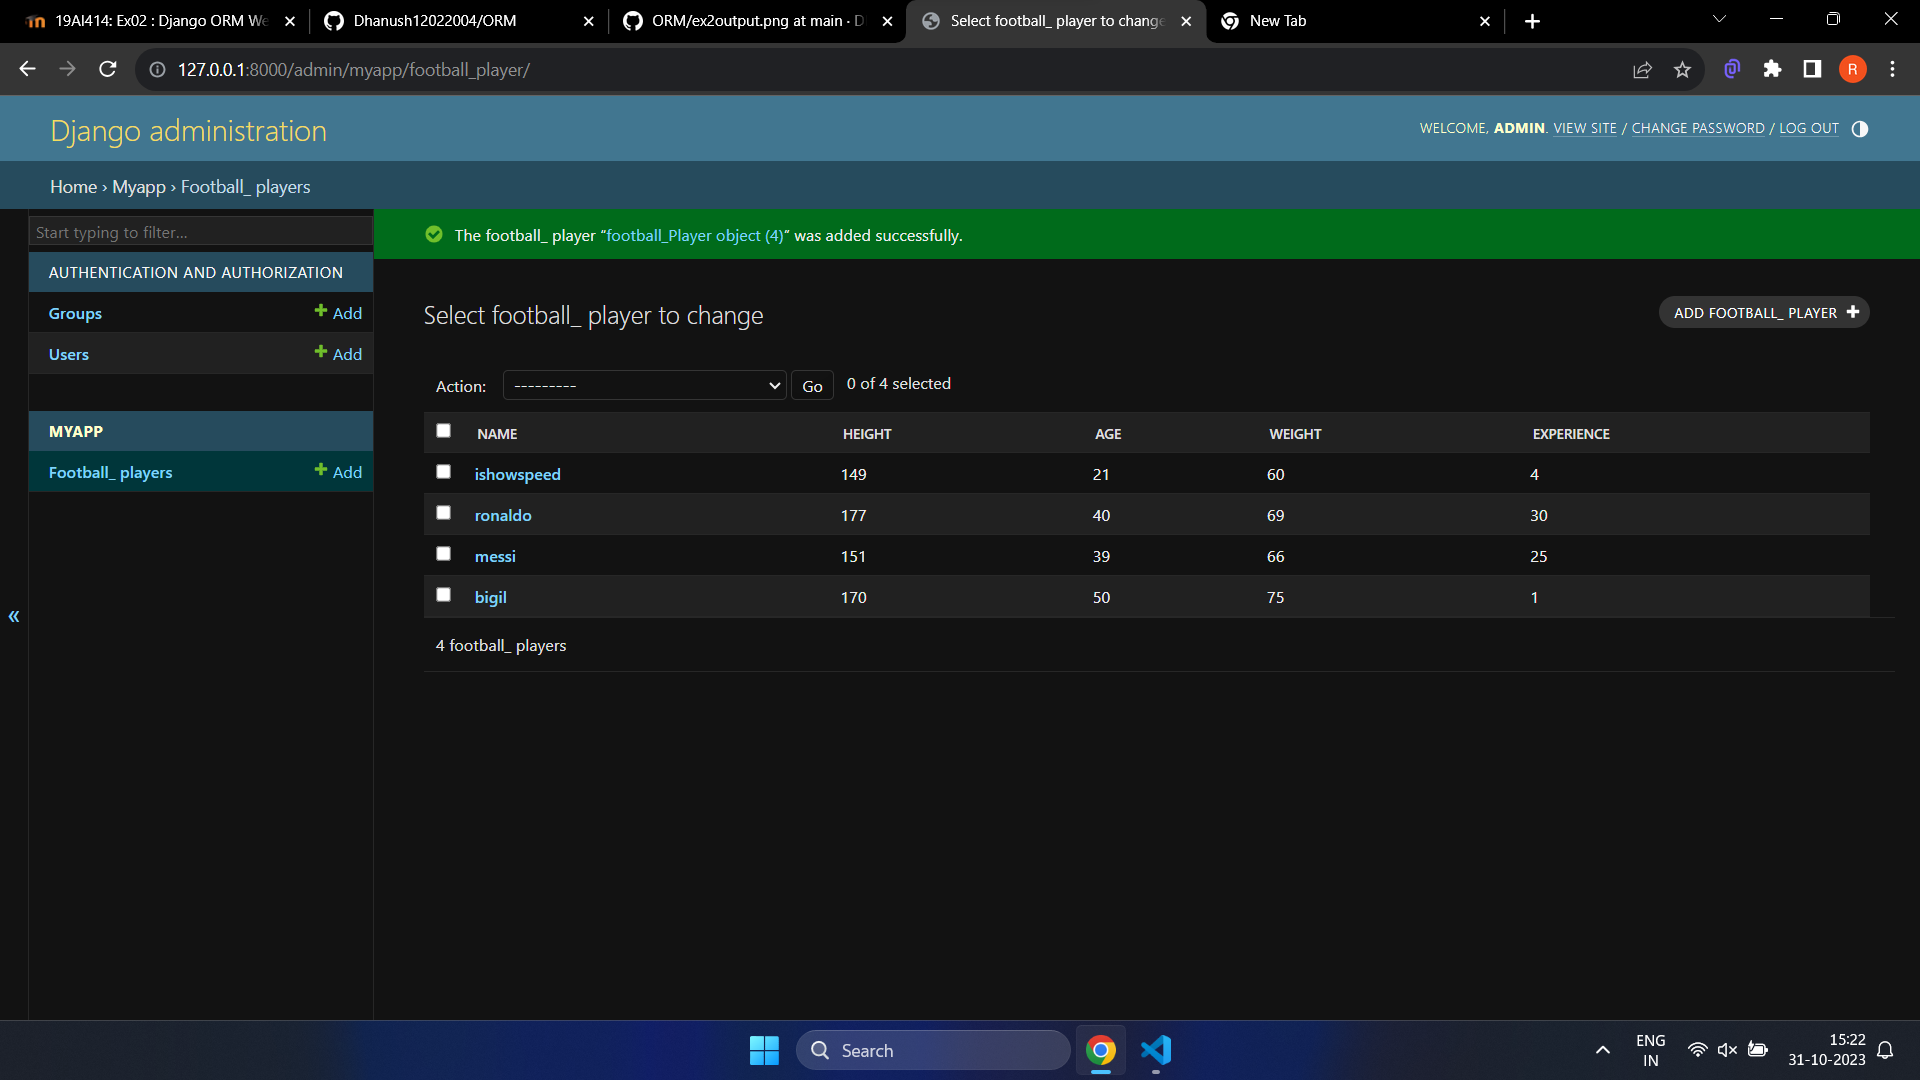 19AI414: Ex02 : Django ORM We
Dhanush12022004/ORM
ORM/ex2output.png at main · D
Select football_ player to change
New Tab
127.0.0.1:8000/admin/myapp/football_player/
R
Django administration
WELCOME, ADMIN. VIEW SITE / CHANGE PASSWORD / LOG OUT
Home › Myapp › Football_ players
Start typing to filter...
The football_ player “football_Player object (4)” was added successfully.
AUTHENTICATION AND AUTHORIZATION
Groups Add
Users Add
MYAPP
Football_ players Add
«
Select football_ player to change
ADD FOOTBALL_ PLAYER
Action: --------- Go 0 of 4 selected
NAME HEIGHT AGE WEIGHT EXPERIENCE
ishowspeed 149 21 60 4
ronaldo 177 40 69 30
messi 151 39 66 25
bigil 170 50 75 1
4 football_ players
Search
ENG
IN
15:22
31-10-2023